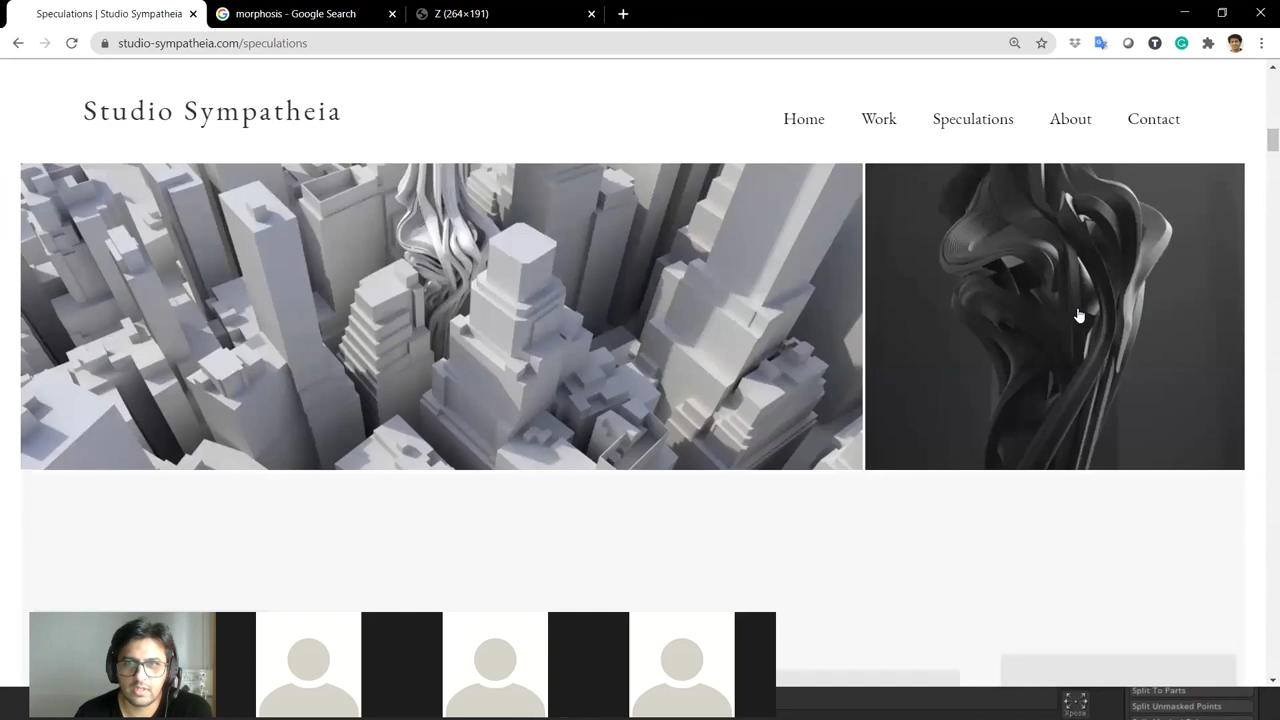 Speculations | Studio Sympatheia
morphosis - Google Search
Z (264×191)
studio-sympatheia.com/speculations
Studio Sympatheia
Home Work Speculations About Contact
Split To Parts
Xpose
Split Unmasked Points